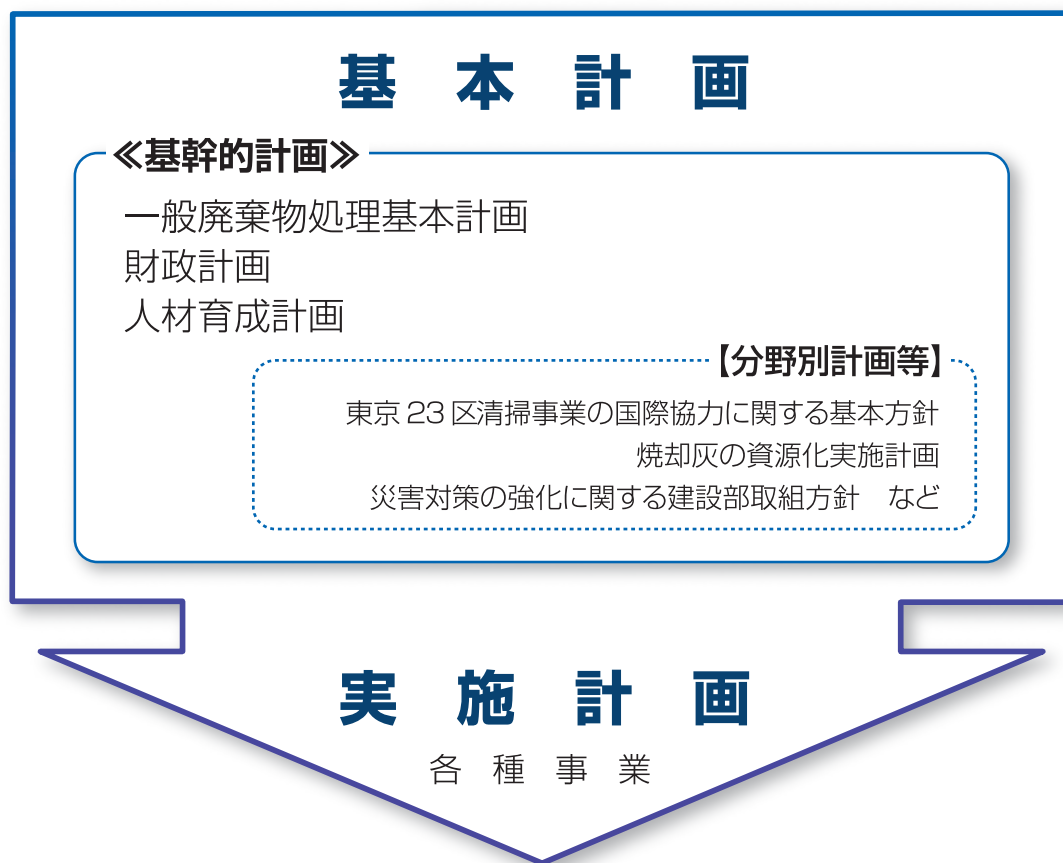 基本計画
≪基幹的計画≫
一般廃棄物処理基本計画
財政計画
人材育成計画
【分野別計画等】
東京23区清掃事業の国際協力に関する基本方針
焼却灰の資源化実施計画
災害対策の強化に関する建設部取組方針　など
実施計画
各種事業